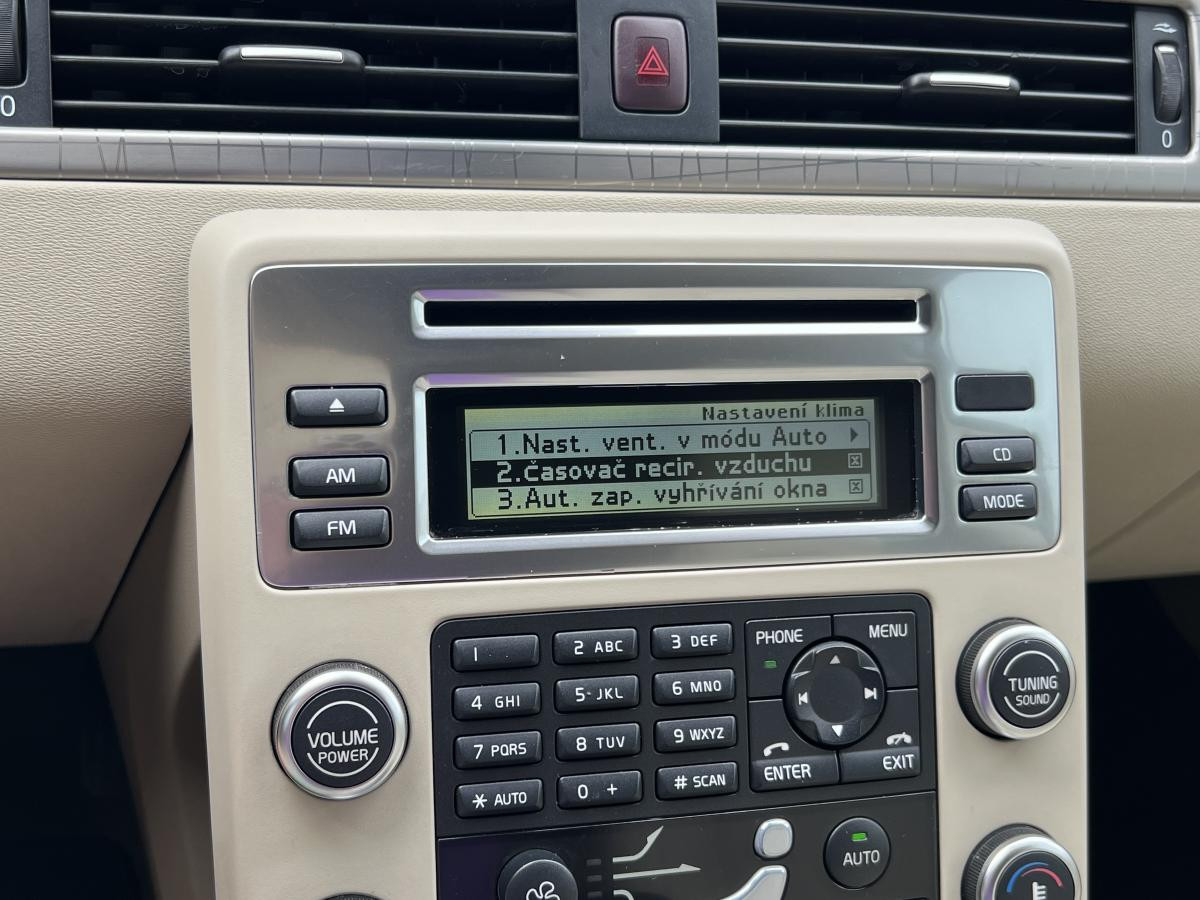 0
0
Nastavení klima
1.Nast. vent. v módu Auto
2.Časovač recir. vzduchu
3.Aut. zap. vyhřívání okna
AM
FM
CD
MODE
1
2 ABC
3 DEF
4 GHI
5 JKL
6 MNO
7 PQRS
8 TUV
9 WXYZ
* AUTO
0 +
# SCAN
PHONE
MENU
ENTER
EXIT
VOLUME
POWER
TUNING
SOUND
AUTO